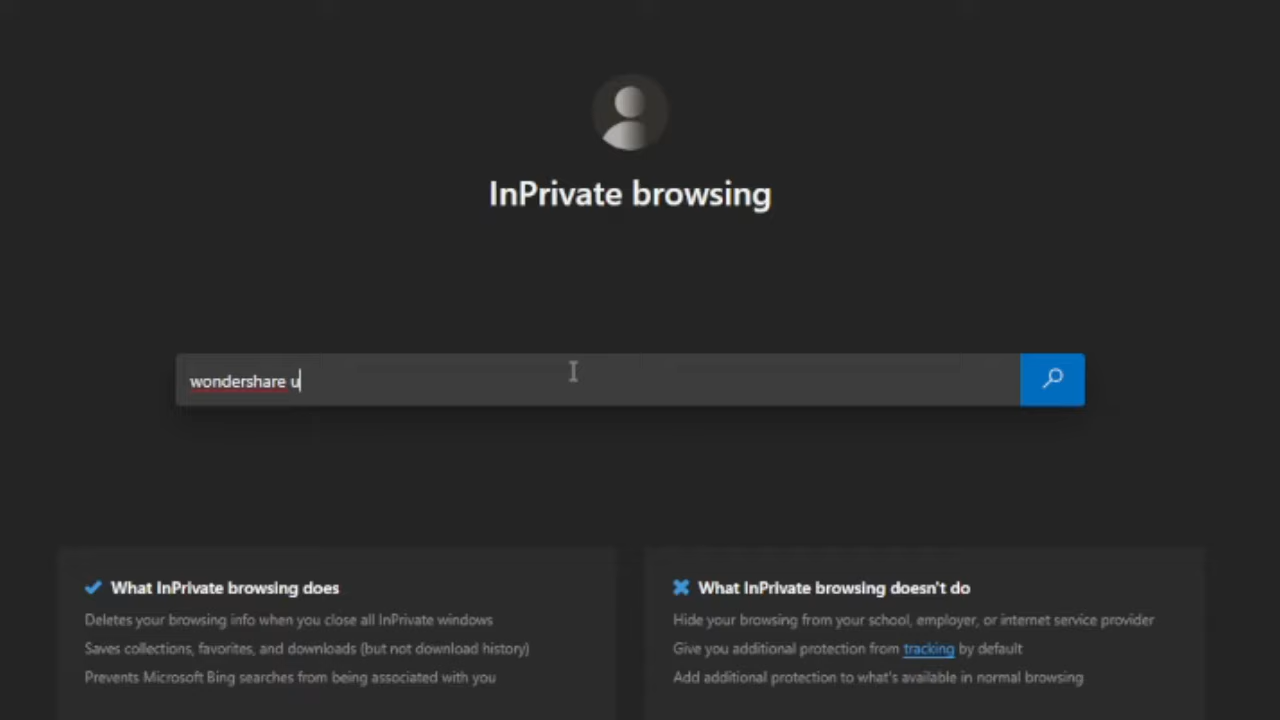 InPrivate browsing
wondershare u
What InPrivate browsing does
Deletes your browsing info when you close all InPrivate windows
Saves collections, favorites, and downloads (but not download history)
Prevents Microsoft Bing searches from being associated with you
What InPrivate browsing doesn't do
Hide your browsing from your school, employer, or internet service provider
Give you additional protection from tracking by default
Add additional protection to what's available in normal browsing